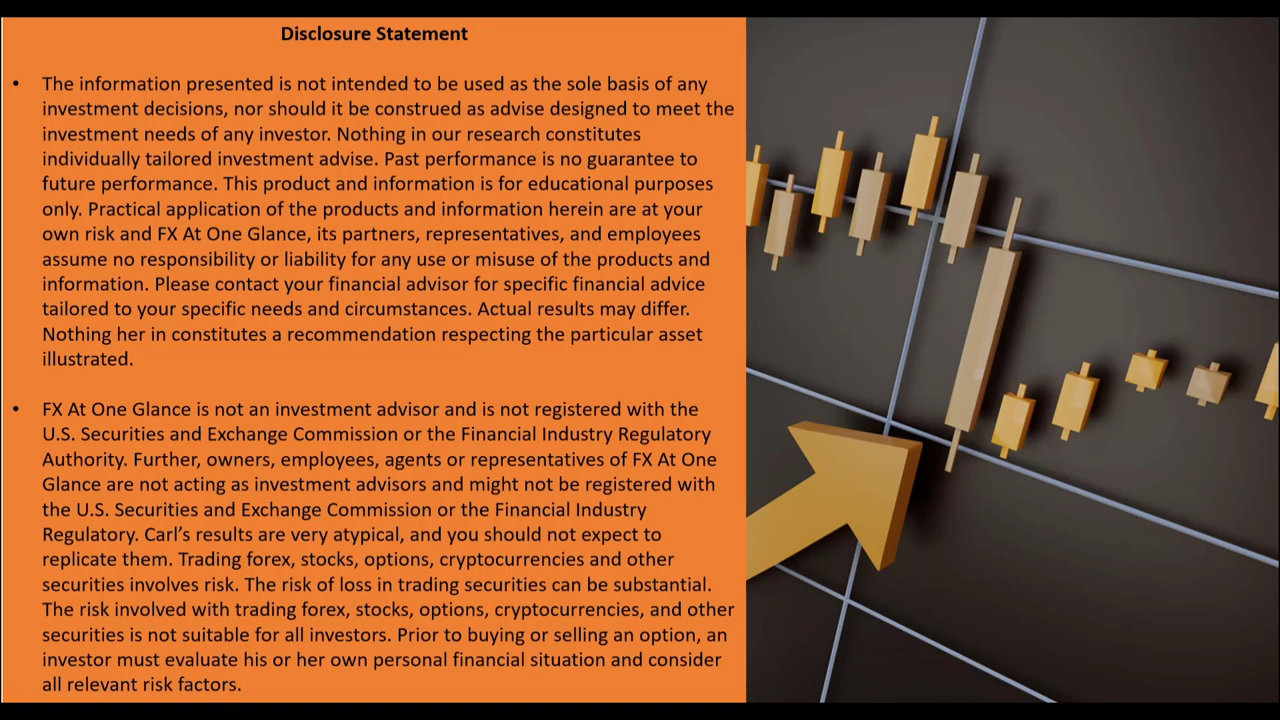 Disclosure Statement
• The information presented is not intended to be used as the sole basis of any
investment decisions, nor should it be construed as advise designed to meet the
investment needs of any investor. Nothing in our research constitutes
individually tailored investment advise. Past performance is no guarantee to
future performance. This product and information is for educational purposes
only. Practical application of the products and information herein are at your
own risk and FX At One Glance, its partners, representatives, and employees
assume no responsibility or liability for any use or misuse of the products and
information. Please contact your financial advisor for specific financial advice
tailored to your specific needs and circumstances. Actual results may differ.
Nothing her in constitutes a recommendation respecting the particular asset
illustrated.
• FX At One Glance is not an investment advisor and is not registered with the
U.S. Securities and Exchange Commission or the Financial Industry Regulatory
Authority. Further, owners, employees, agents or representatives of FX At One
Glance are not acting as investment advisors and might not be registered with
the U.S. Securities and Exchange Commission or the Financial Industry
Regulatory. Carl’s results are very atypical, and you should not expect to
replicate them. Trading forex, stocks, options, cryptocurrencies and other
securities involves risk. The risk of loss in trading securities can be substantial.
The risk involved with trading forex, stocks, options, cryptocurrencies, and other
securities is not suitable for all investors. Prior to buying or selling an option, an
investor must evaluate his or her own personal financial situation and consider
all relevant risk factors.